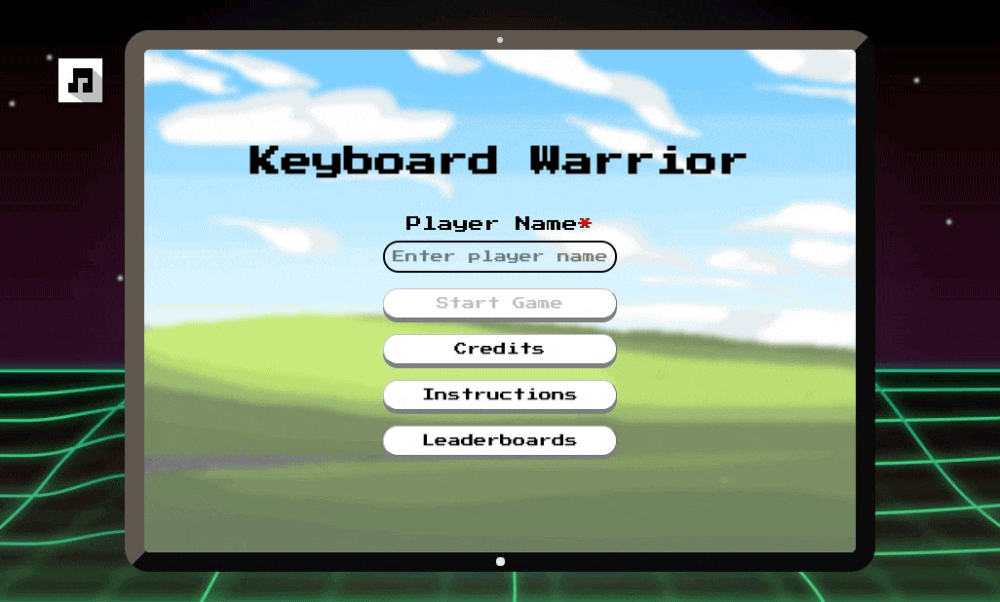 Keyboard Warrior
Player Name*
Enter player name
Start Game
Credits
Instructions
Leaderboards